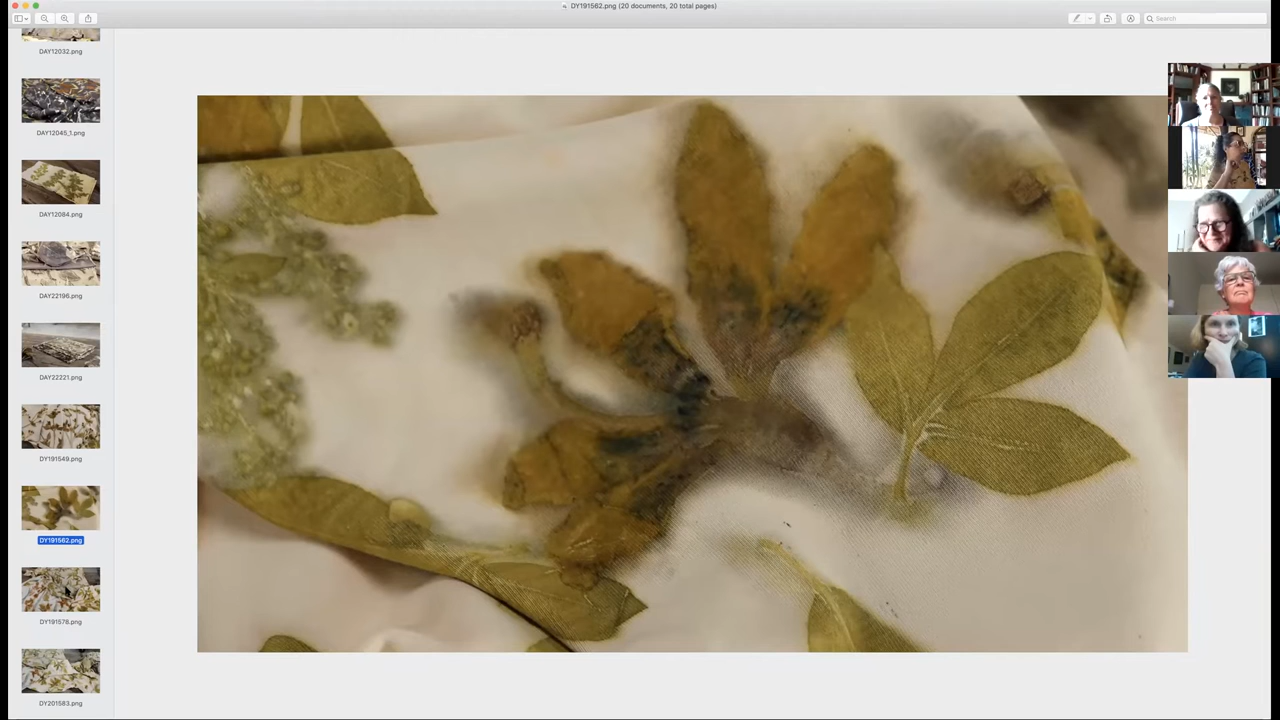 DY191562.png (20 documents, 20 total pages)
Search
DAY12032.png
DAY12045_1.png
DAY12084.png
DAY22196.png
DAY22221.png
DY191549.png
DY191562.png
DY191578.png
DY201583.png